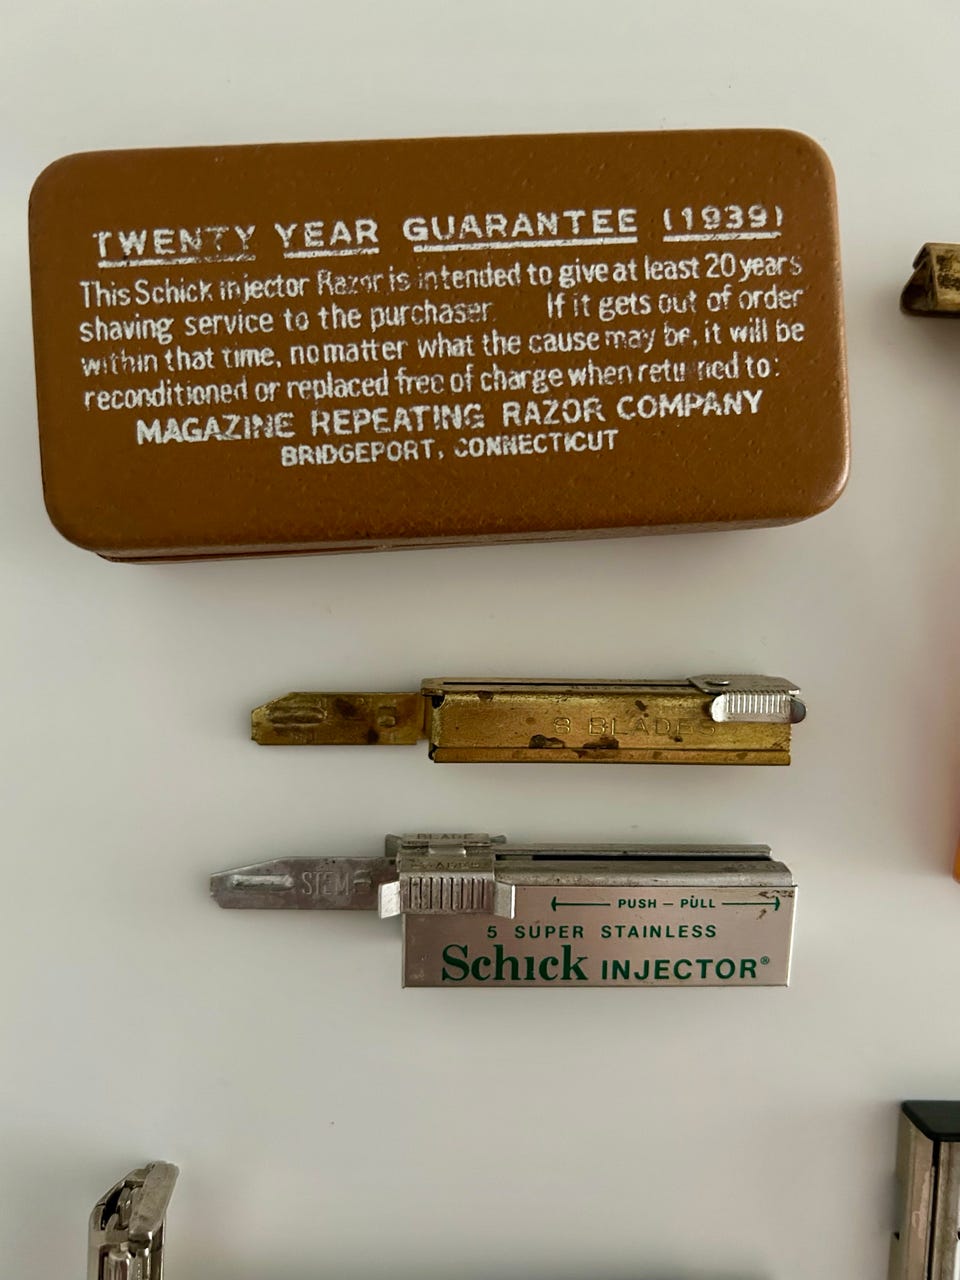 TWENTY YEAR GUARANTEE (1939)
This Schick injector Razor is intended to give at least 20 years
shaving service to the purchaser. If it gets out of order
within that time, no matter what the cause may be, it will be
reconditioned or replaced free of charge when returned to:
MAGAZINE REPEATING RAZOR COMPANY
BRIDGEPORT, CONNECTICUT
8 BLADES
BLADE
STEM
PUSH – PULL
5 SUPER STAINLESS
Schick INJECTOR®